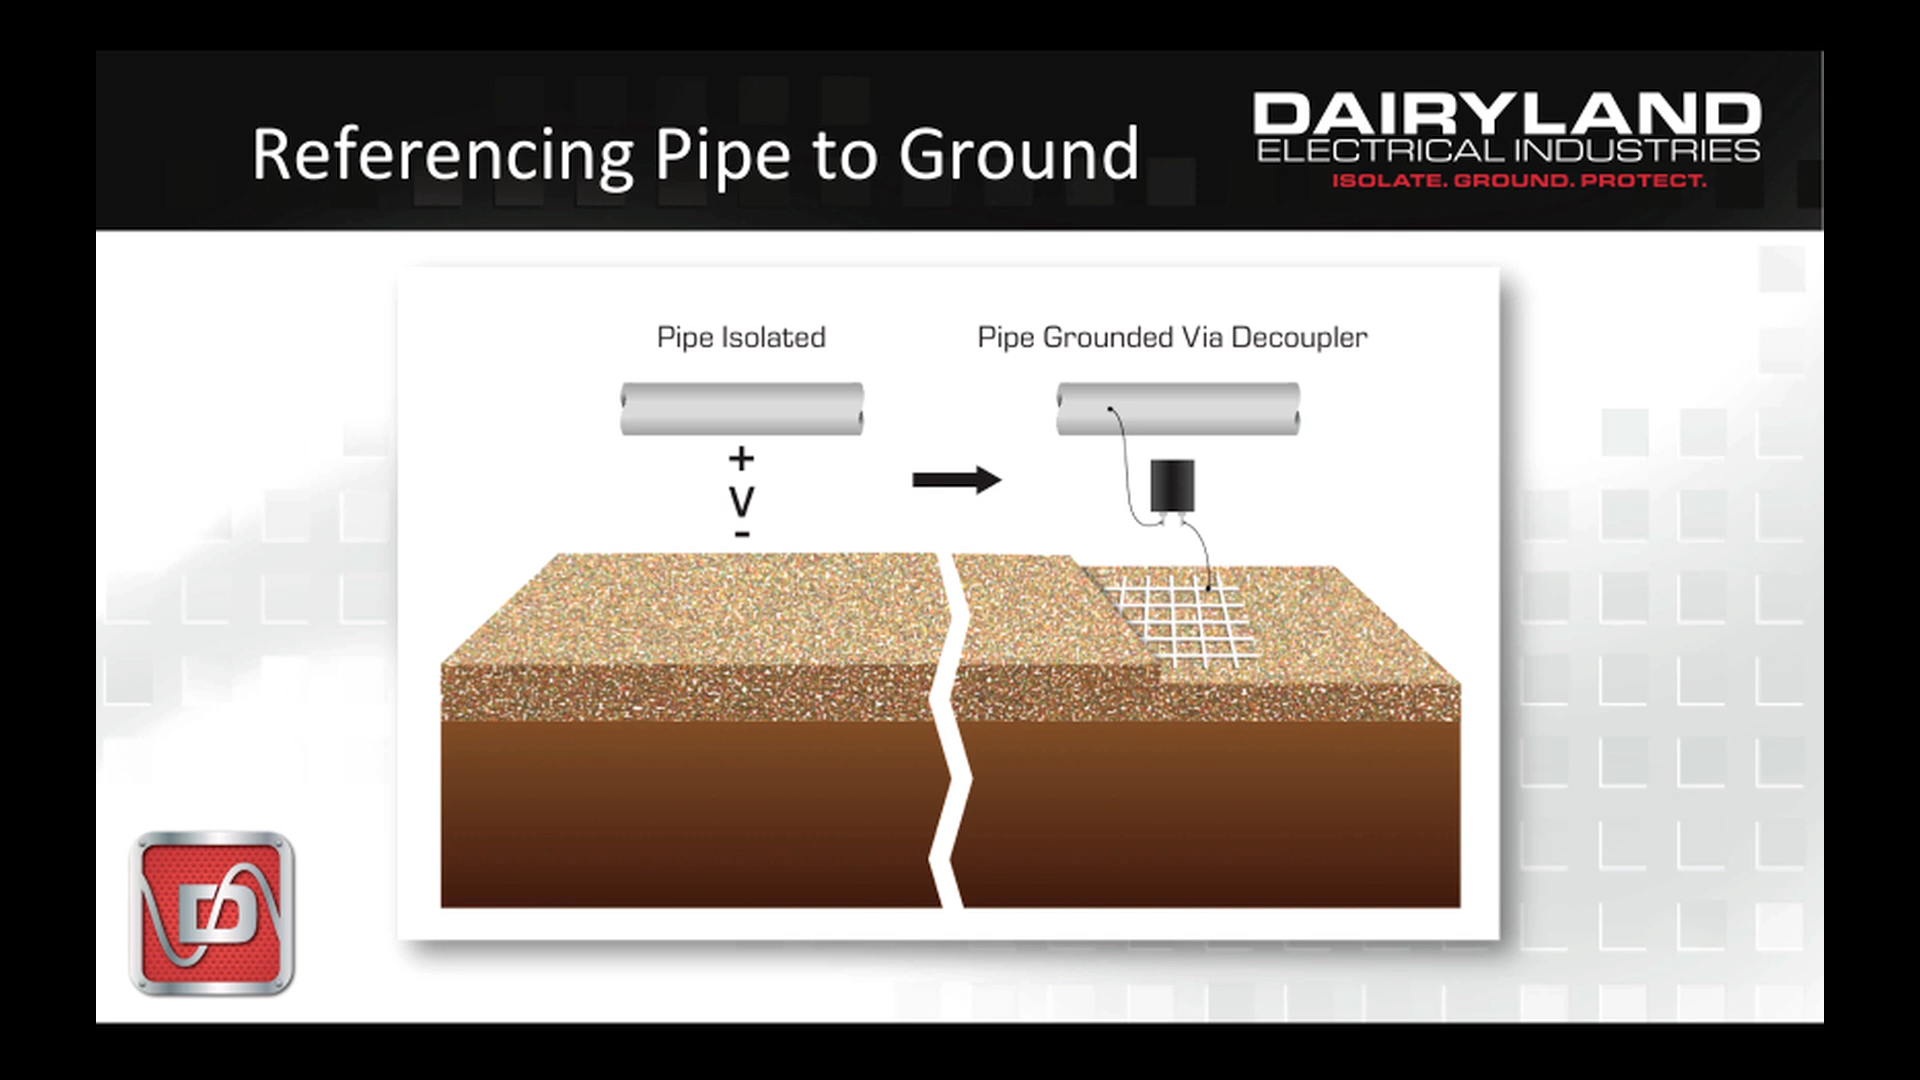 Referencing Pipe to Ground
DAIRYLAND
ELECTRICAL INDUSTRIES
ISOLATE. GROUND. PROTECT.
Pipe Isolated
Pipe Grounded Via Decoupler
+
V
-
D